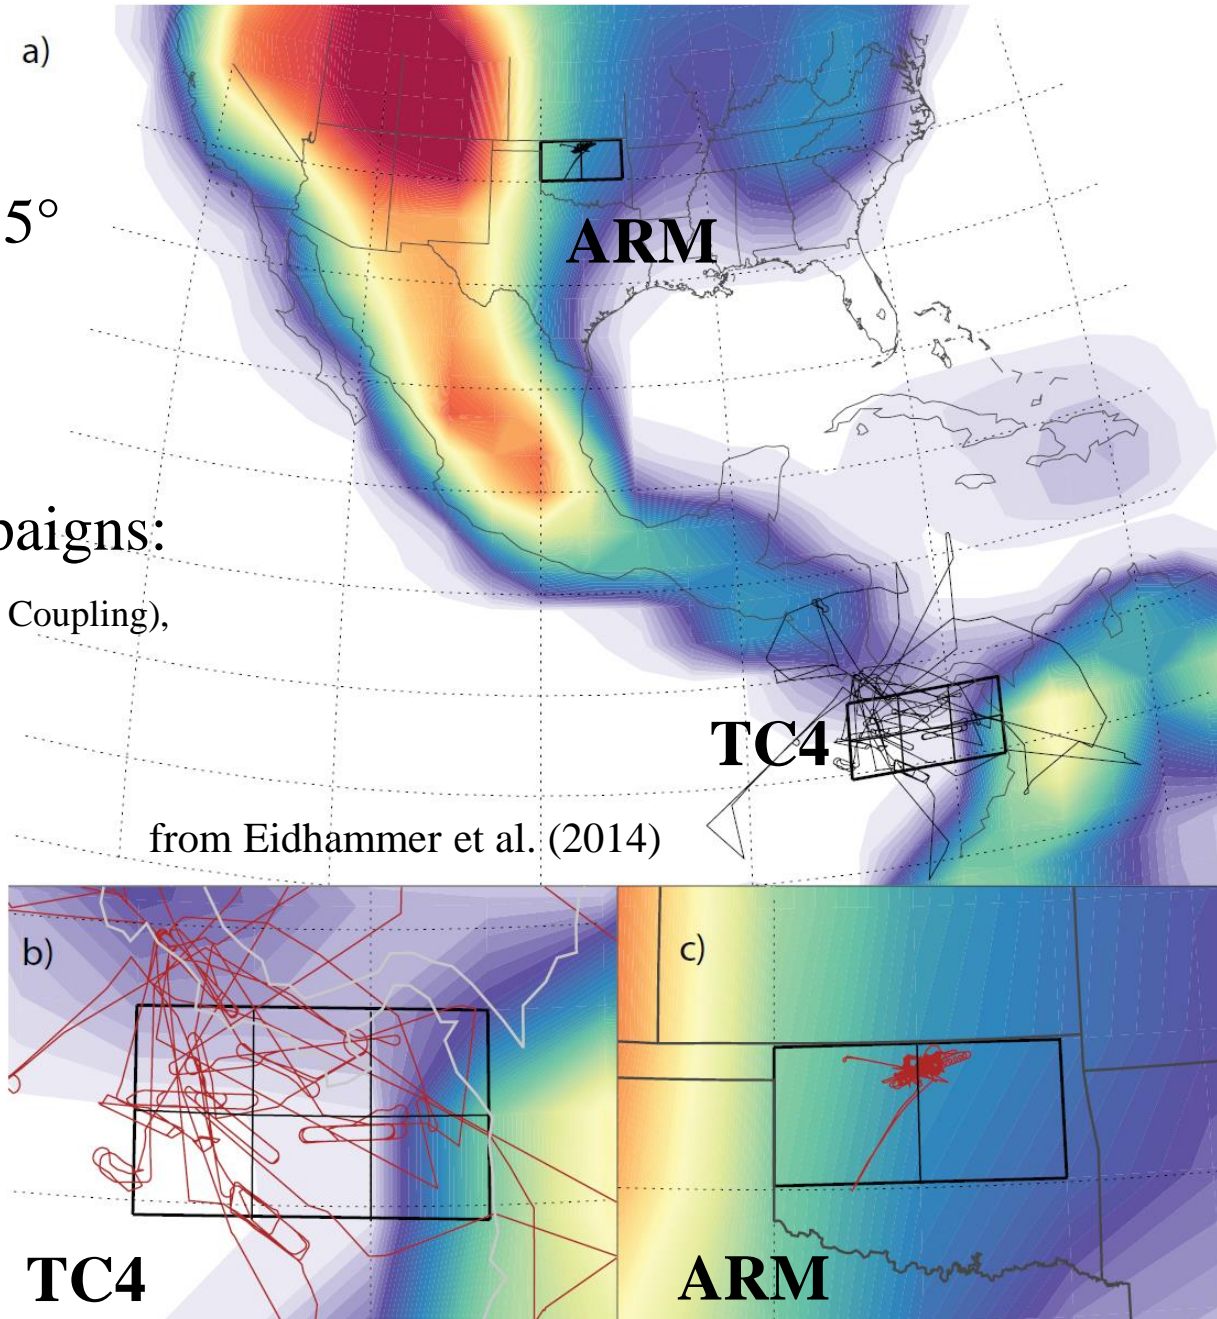 a)
5°
ARM
paigns:
Coupling),
TC4
from Eidhammer et al. (2014)
b)
c)
TC4
ARM